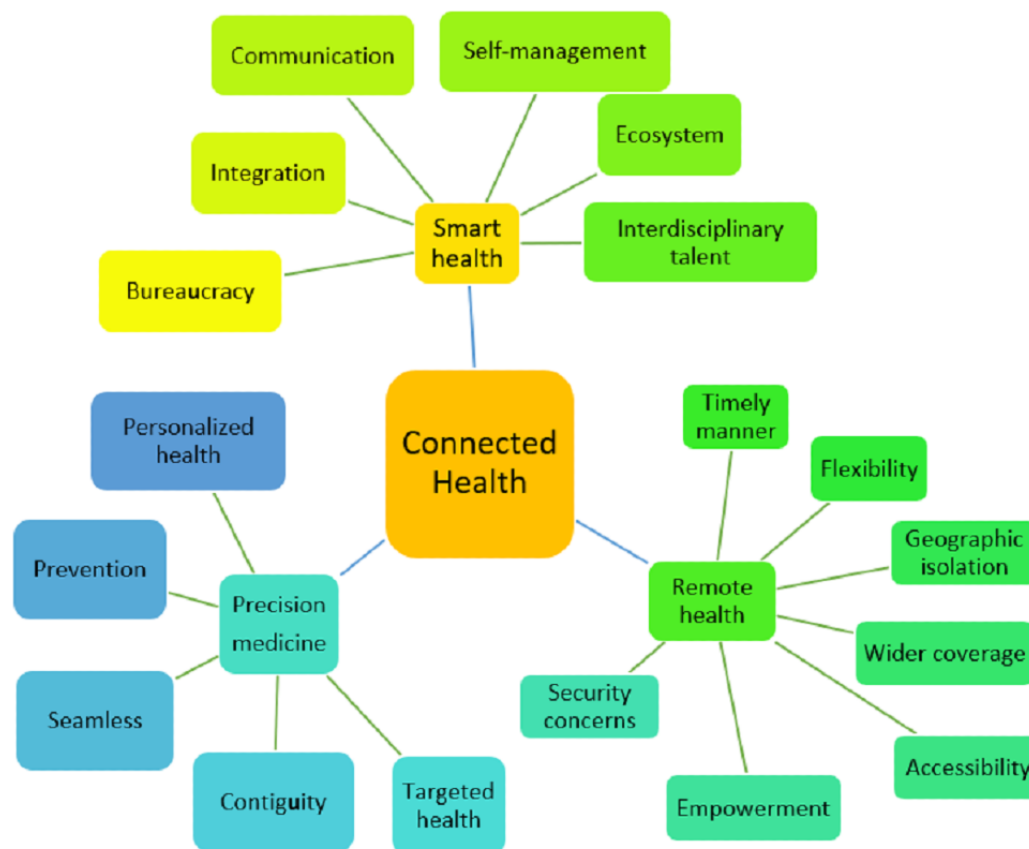 Communication
Self-management
Ecosystem
Integration
Interdisciplinary
talent
Smart
health
Bureaucracy
Connected
Health
Timely
manner
Flexibility
Geographic
isolation
Remote
health
Wider coverage
Security
concerns
Accessibility
Empowerment
Personalized
health
Prevention
Precision
medicine
Seamless
Contiguity
Targeted
health